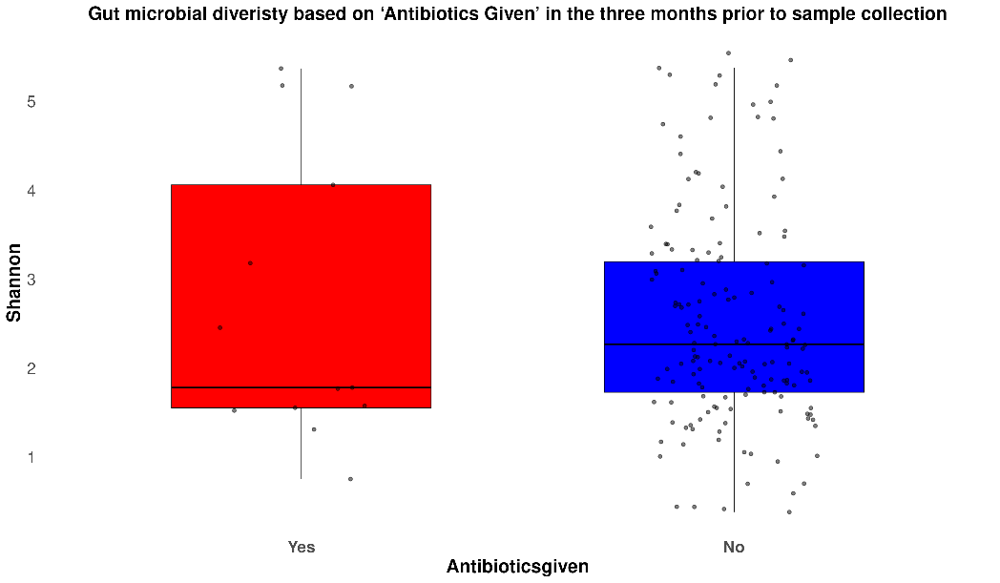 Gut microbial diveristy based on ‘Antibiotics Given’ in the three months prior to sample collection
5
4
3
2
1
Shannon
Yes
No
Antibioticsgiven